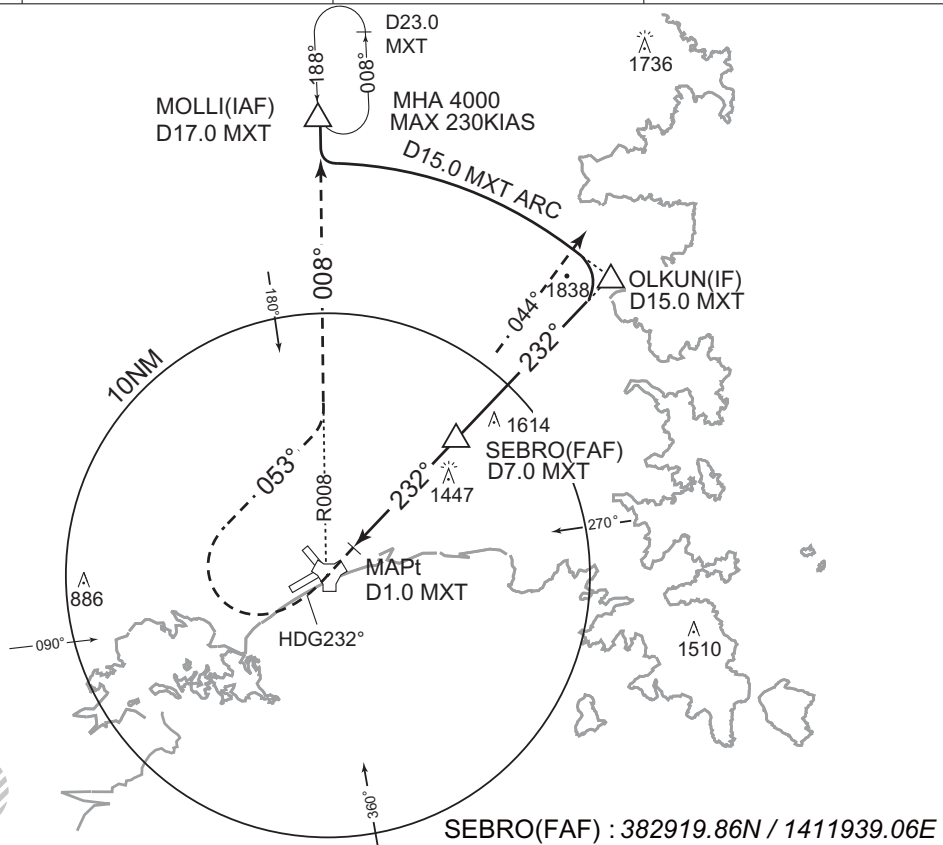 D23.0
MXT
188°
008°
1736
MOLLI(IAF)
D17.0 MXT
MHA 4000
MAX 230KIAS
D15.0 MXT ARC
008°
180°
1838
OLKUN(IF)
D15.0 MXT
044°
232°
10NM
1614
SEBRO(FAF)
D7.0 MXT
053°
R008
232°
1447
270°
MAPt
D1.0 MXT
886
HDG232°
090°
1510
360°
SEBRO(FAF) : 382919.86N / 1411939.06E